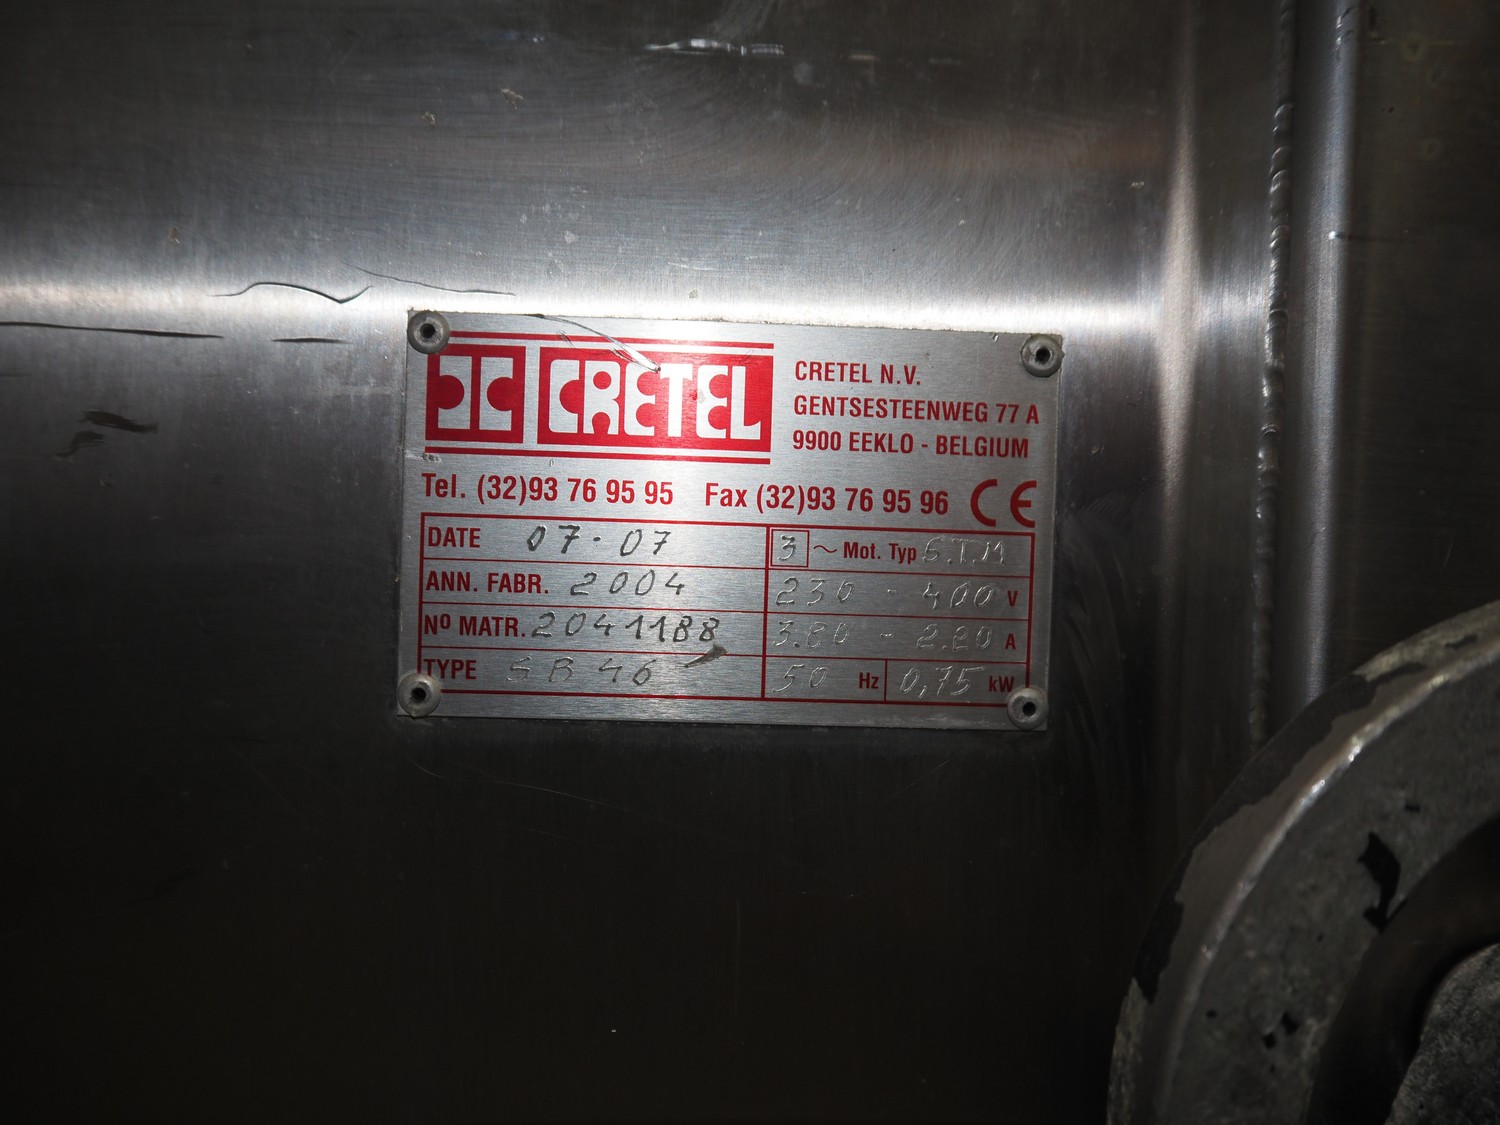 CRETEL
CRETEL N.V.
GENTSESTEENWEG 77 A
9900 EEKLO - BELGIUM
Tel. (32)93 76 95 95 Fax (32)93 76 95 96 CE
DATE 07-07
3 ~ Mot. Typ S.T.M
ANN. FABR. 2004
230 - 400 V
Nº MATR. 2041188
3.80 - 2.20 A
TYPE SB 46
50 Hz 0,75 kW